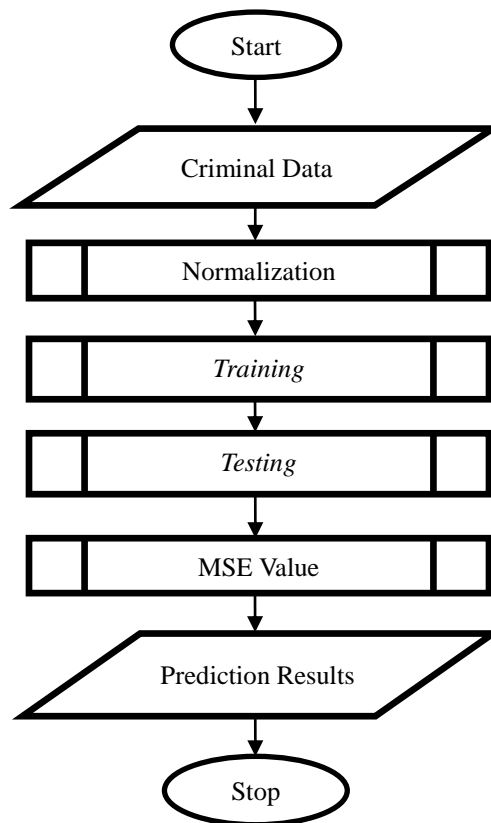 Start
Criminal Data
Normalization
Training
Testing
MSE Value
Prediction Results
Stop